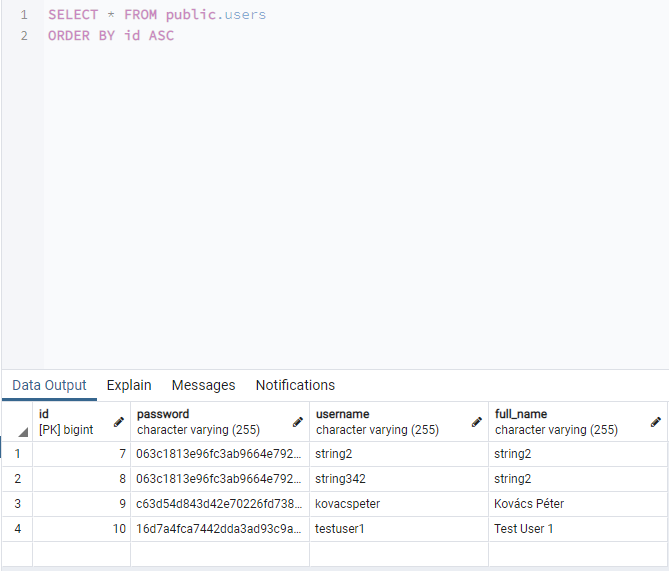 1 SELECT * FROM public.users
2 ORDER BY id ASC
Data Output Explain Messages Notifications
id password username full_name
[PK] bigint character varying (255) character varying (255) character varying (255)
1 7 063c1813e96fc3ab9664e792... string2 string2
2 8 063c1813e96fc3ab9664e792... string342 string2
3 9 c63d54d843d42e70226fd738... kovacspeter Kovács Péter
4 10 16d7a4fca7442dda3ad93c9a... testuser1 Test User 1